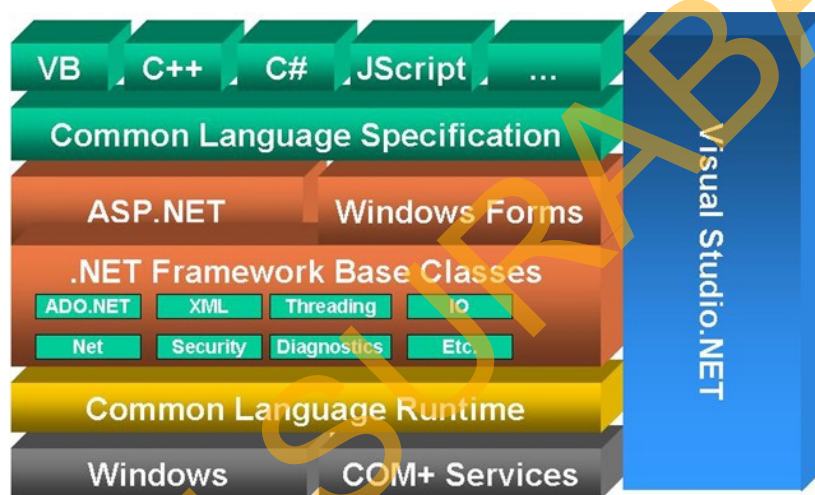 VB C++ C# JScript ...
Common Language Specification
ASP.NET Windows Forms
.NET Framework Base Classes
ADO.NET XML Threading IO
Net Security Diagnostics Etc.
Common Language Runtime
Windows COM+ Services
Visual Studio.NET
SURABA